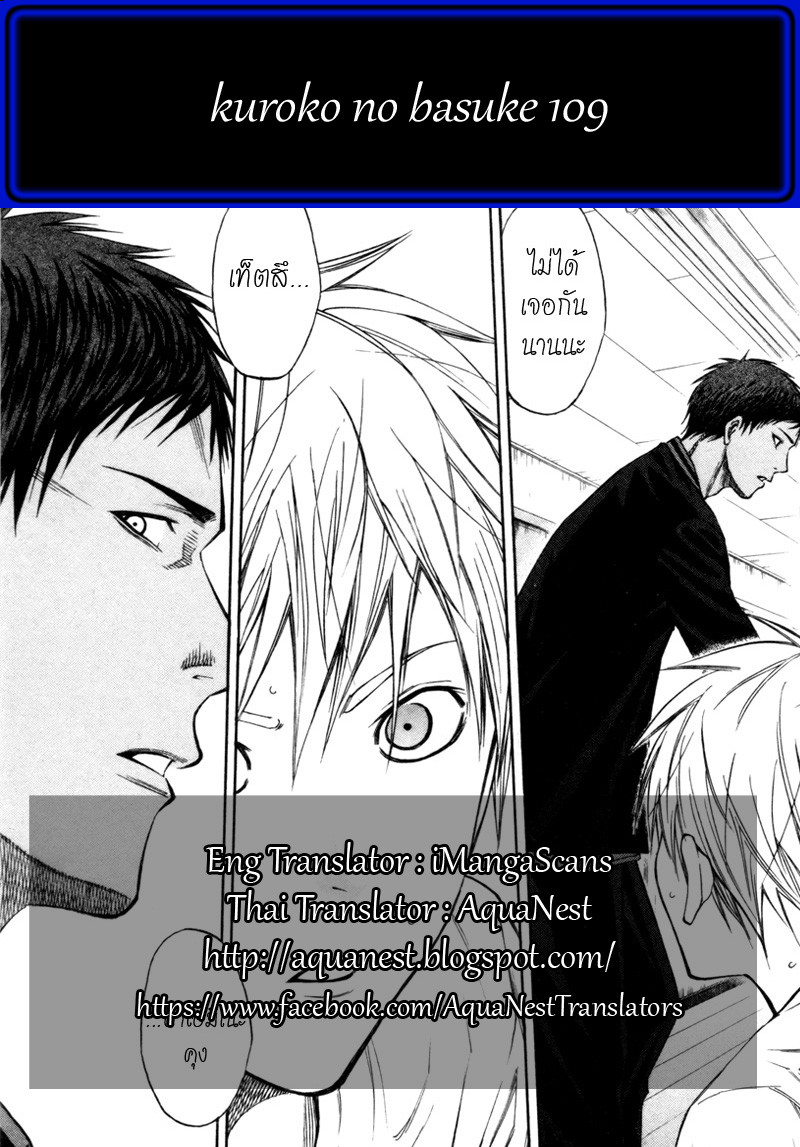 kuroko no basuke 109
ไม่ได้
เจอกัน
นานนะ
เท็ตสึ...
Eng Translator : iMangaScans
Thai Translator : AquaNest
http://aquanest.blogspot.com/
https://www.facebook.com/AquaNestTranslators
คุง